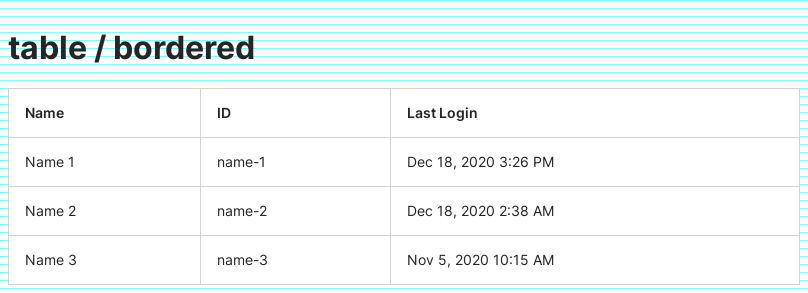 table / bordered
Name ID Last Login
Name 1 name-1 Dec 18, 2020 3:26 PM
Name 2 name-2 Dec 18, 2020 2:38 AM
Name 3 name-3 Nov 5, 2020 10:15 AM